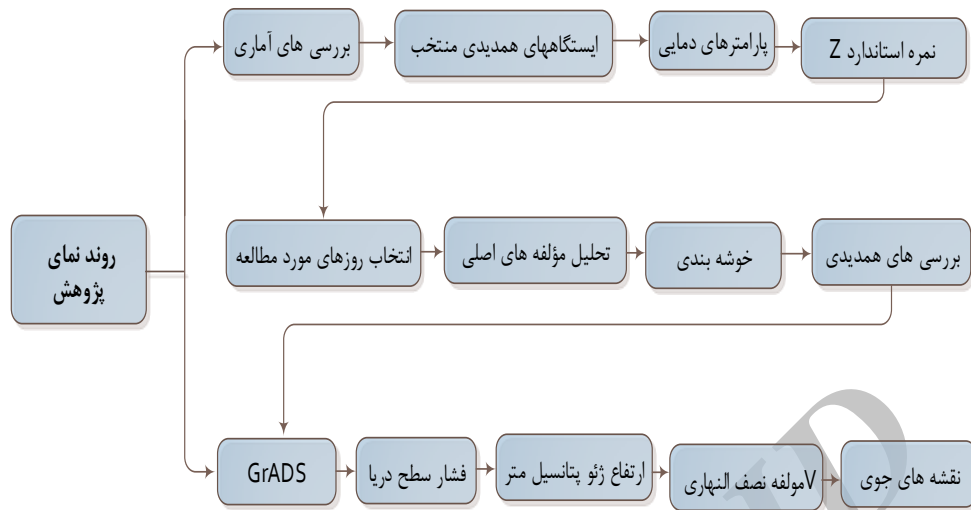 بررسی های آماری
ایستگاههای همدیدی منتخب
پارامترهای دمایی
نمره استاندارد Z
روند نمای
پژوهش
انتخاب روزهای مورد مطالعه
تحلیل مؤلفه های اصلی
خوشه بندی
بررسی های همدیدی
GrADS
فشار سطح دریا
ارتفاع ژئو پتانسیل متر
Vمولفه نصف النهاری
نقشه های جوی